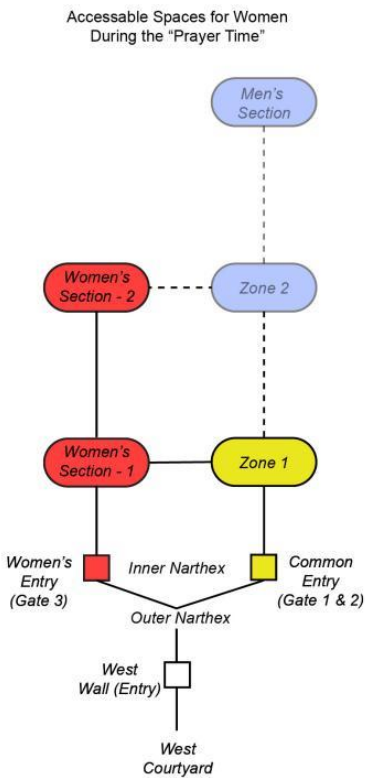 Accessable Spaces for Women
During the “Prayer Time”
Men's
Section
Women's
Section - 2
Zone 2
Women's
Section - 1
Zone 1
Women's
Entry
(Gate 3)
Inner Narthex
Common
Entry
(Gate 1 & 2)
Outer Narthex
West
Wall (Entry)
West
Courtyard